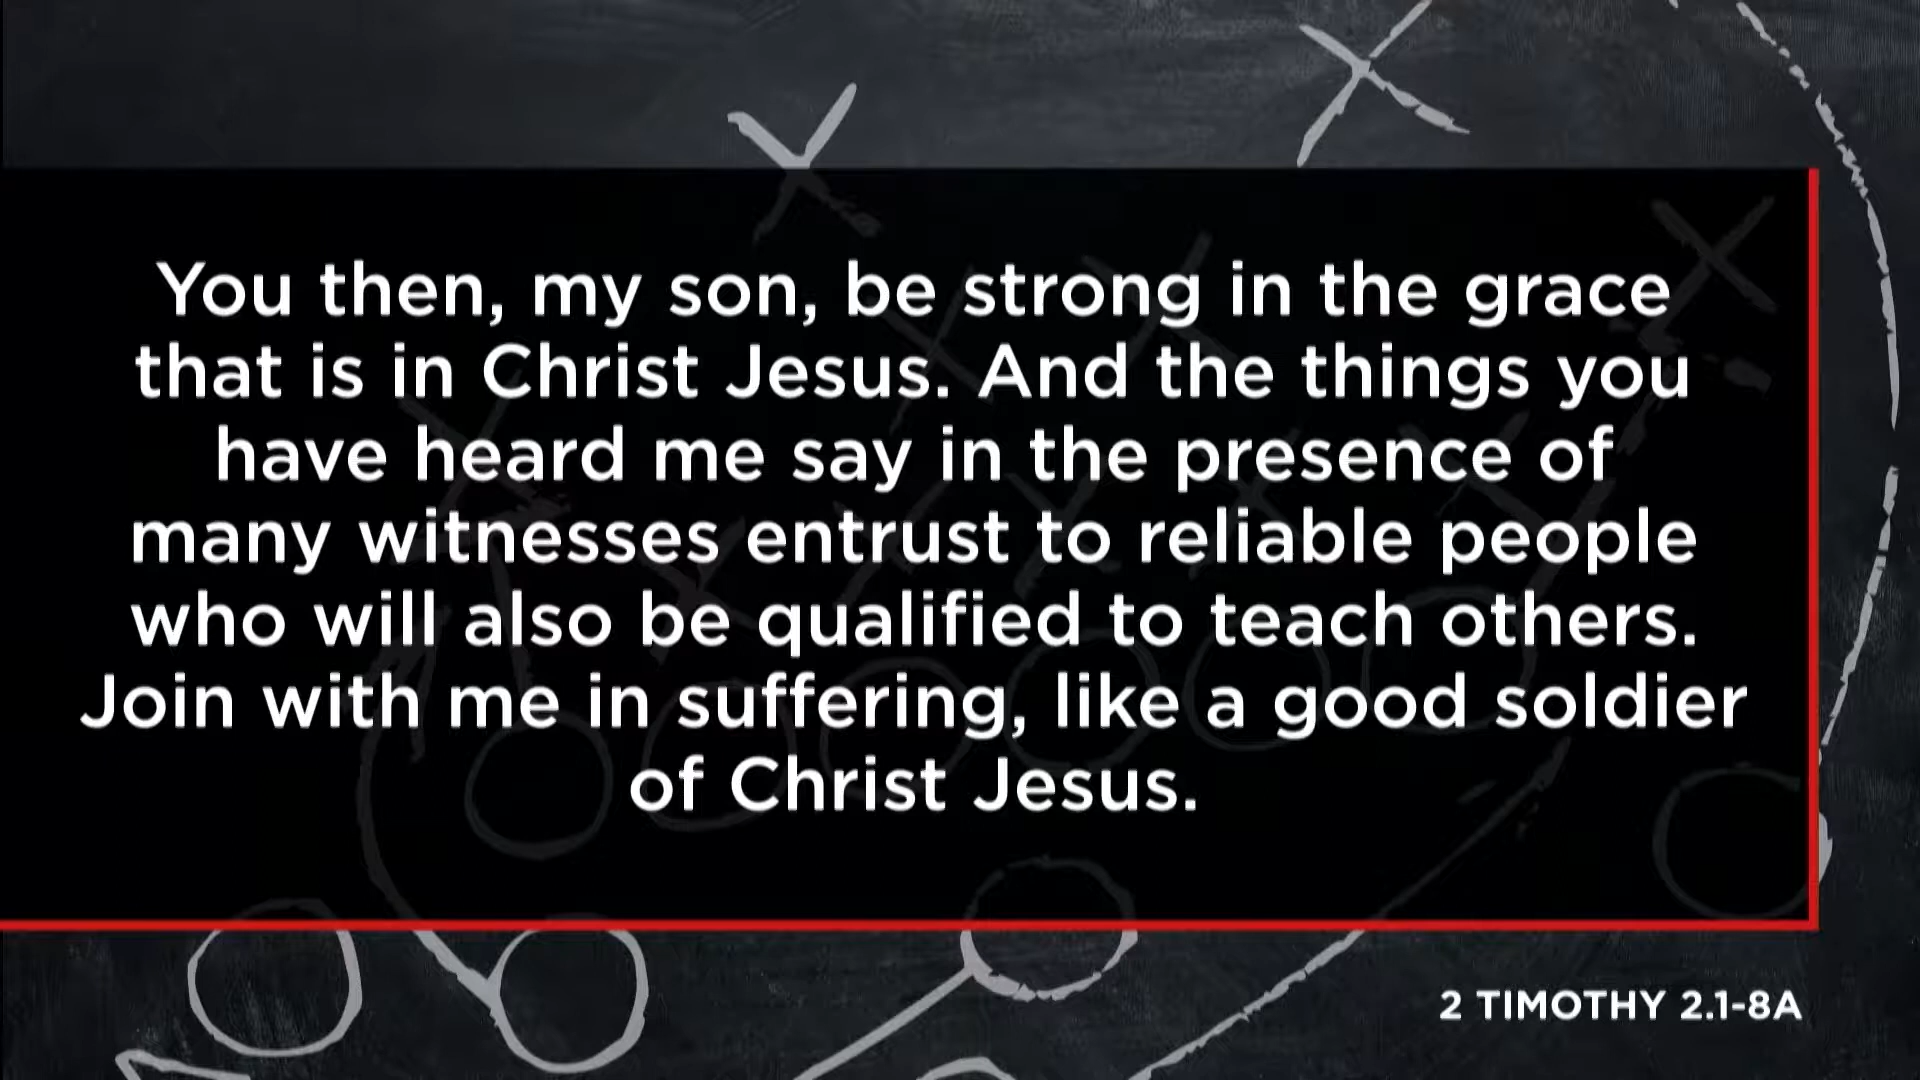 You then, my son, be strong in the grace
that is in Christ Jesus. And the things you
have heard me say in the presence of
many witnesses entrust to reliable people
who will also be qualified to teach others.
Join with me in suffering, like a good soldier
of Christ Jesus.
2 TIMOTHY 2.1-8A